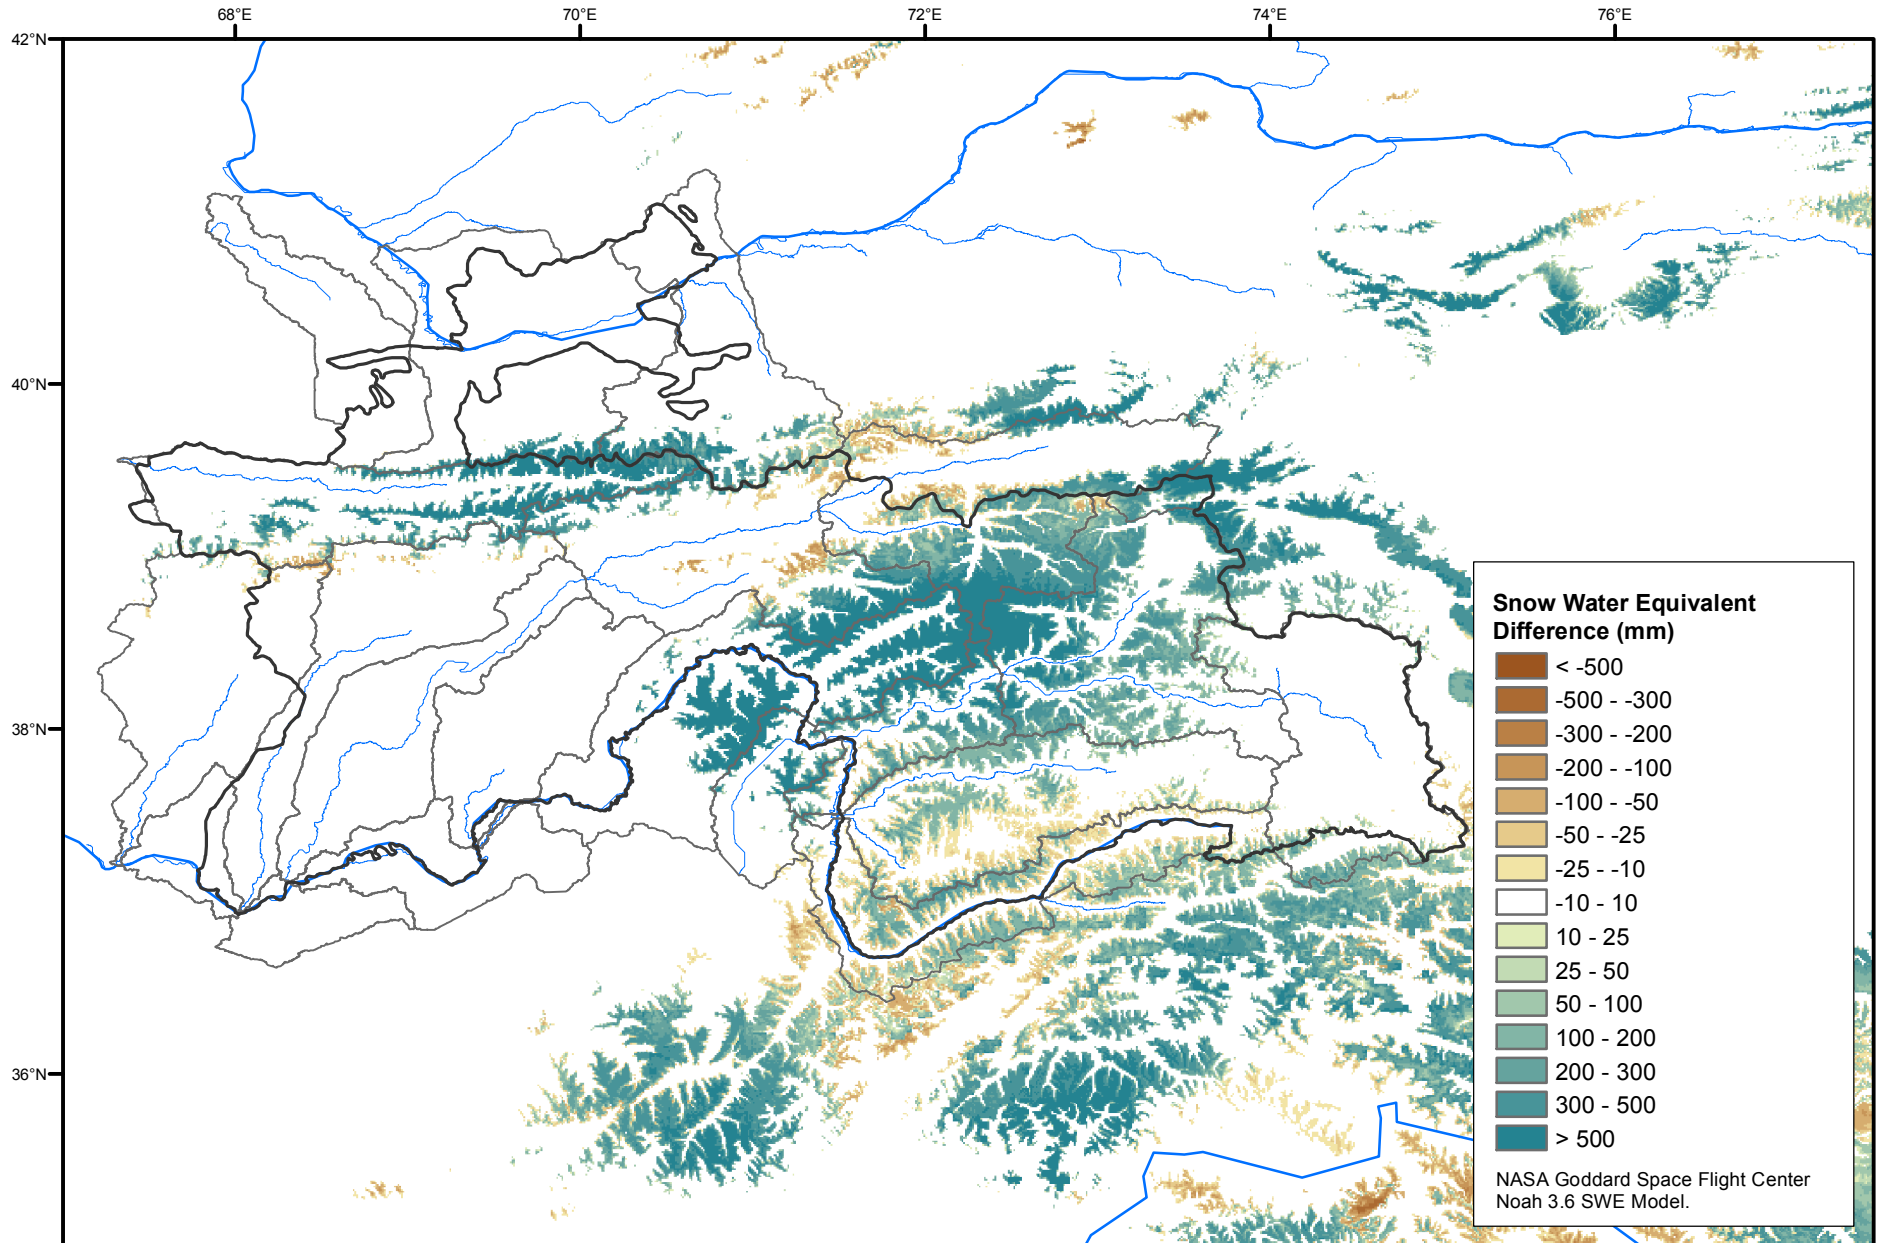 68°E 70°E 72°E 74°E 76°E
42°N
40°N
38°N
36°N
Snow Water Equivalent
Difference (mm)
< -500
-500 - -300
-300 - -200
-200 - -100
-100 - -50
-50 - -25
-25 - -10
-10 - 10
10 - 25
25 - 50
50 - 100
100 - 200
200 - 300
300 - 500
> 500
NASA Goddard Space Flight Center
Noah 3.6 SWE Model.